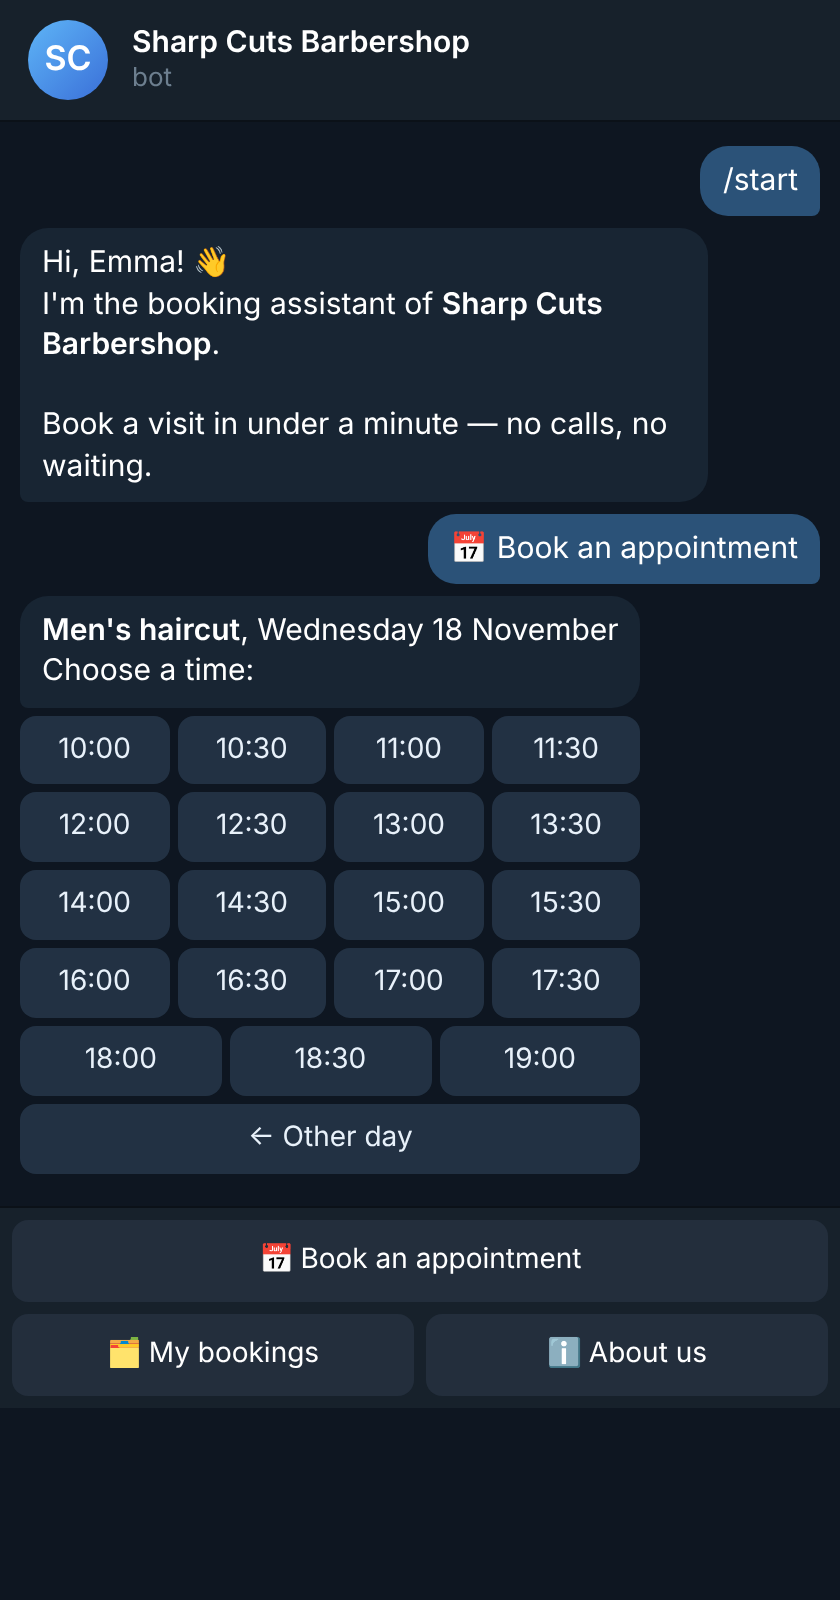 SC
Sharp Cuts Barbershop
bot
/start
Hi, Emma! 👋
I'm the booking assistant of Sharp Cuts
Barbershop.
Book a visit in under a minute — no calls, no
waiting.
📅 Book an appointment
Men's haircut, Wednesday 18 November
Choose a time:
10:00 10:30 11:00 11:30
12:00 12:30 13:00 13:30
14:00 14:30 15:00 15:30
16:00 16:30 17:00 17:30
18:00 18:30 19:00
← Other day
📅 Book an appointment
🗂️ My bookings ℹ️ About us